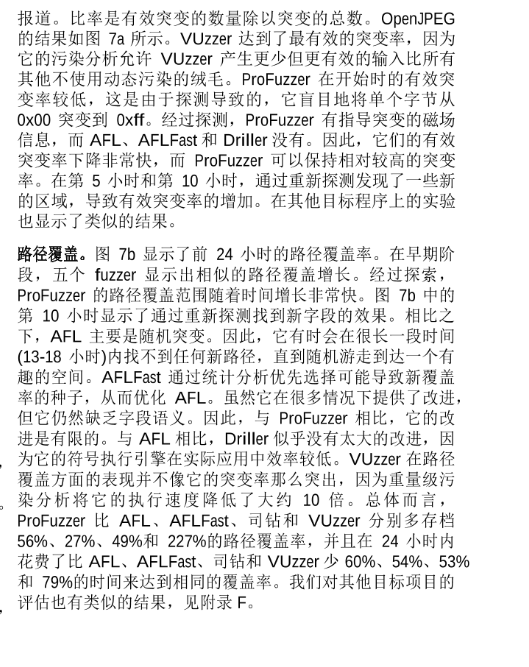 报道。比率是有效突变的数量除以突变的总数。OpenJPEG
的结果如图 7a 所示。VUzzer 达到了最有效的突变率，因为
它的污染分析允许 VUzzer 产生更少但更有效的输入比所有
其他不使用动态污染的绒毛。ProFuzzer 在开始时的有效突
变率较低，这是由于探测导致的，它盲目地将单个字节从
0x00 突变到 0xff。经过探测，ProFuzzer 有指导突变的磁场
信息，而 AFL、AFLFast 和 Driller 没有。因此，它们的有效
突变率下降非常快，而 ProFuzzer 可以保持相对较高的突变
率。在第 5 小时和第 10 小时，通过重新探测发现了一些新
的区域，导致有效突变率的增加。在其他目标程序上的实验
也显示了类似的结果。
路径覆盖。图 7b 显示了前 24 小时的路径覆盖率。在早期阶
段，五个 fuzzer 显示出相似的路径覆盖增长。经过探索，
ProFuzzer 的路径覆盖范围随着时间增长非常快。图 7b 中的
第 10 小时显示了通过重新探测找到新字段的效果。相比之
下，AFL 主要是随机突变。因此，它有时会在很长一段时间
(13-18 小时)内找不到任何新路径，直到随机游走到达一个有
趣的空间。AFLFast 通过统计分析优先选择可能导致新覆盖
率的种子，从而优化 AFL。虽然它在很多情况下提供了改进，
但它仍然缺乏字段语义。因此，与 ProFuzzer 相比，它的改
进是有限的。与 AFL 相比，Driller 似乎没有太大的改进，因
为它的符号执行引擎在实际应用中效率较低。VUzzer 在路径
覆盖方面的表现并不像它的突变率那么突出，因为重量级污
染分析将它的执行速度降低了大约 10 倍。总体而言，
ProFuzzer 比 AFL、AFLFast、司钻和 VUzzer 分别多存档
56%、27%、49%和 227%的路径覆盖率，并且在 24 小时内
花费了比 AFL、AFLFast、司钻和 VUzzer 少 60%、54%、53%
和 79%的时间来达到相同的覆盖率。我们对其他目标项目的
评估也有类似的结果，见附录 F。